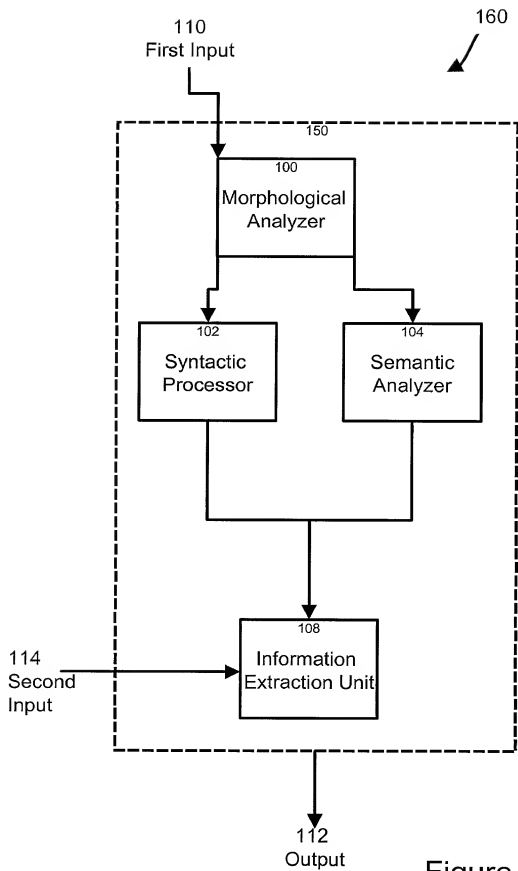 110
First Input
160
150
100
Morphological
Analyzer
102
Syntactic
Processor
104
Semantic
Analyzer
108
Information
Extraction Unit
114
Second
Input
112
Output
Figure